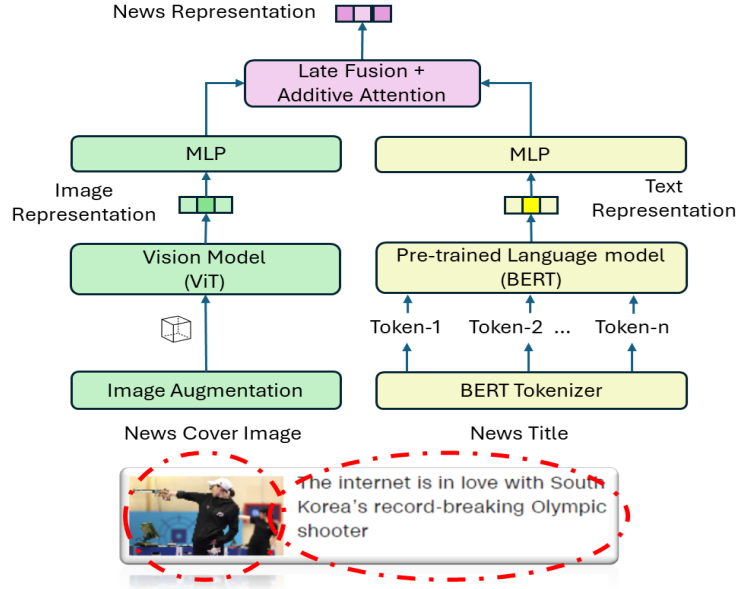 News Representation
Late Fusion +
Additive Attention
MLP
MLP
Image
Representation
Text
Representation
Vision Model
(ViT)
Pre-trained Language model
(BERT)
Token-1 Token-2 ... Token-n
Image Augmentation
BERT Tokenizer
News Cover Image
News Title
The internet is in love with South
Korea's record-breaking Olympic
shooter